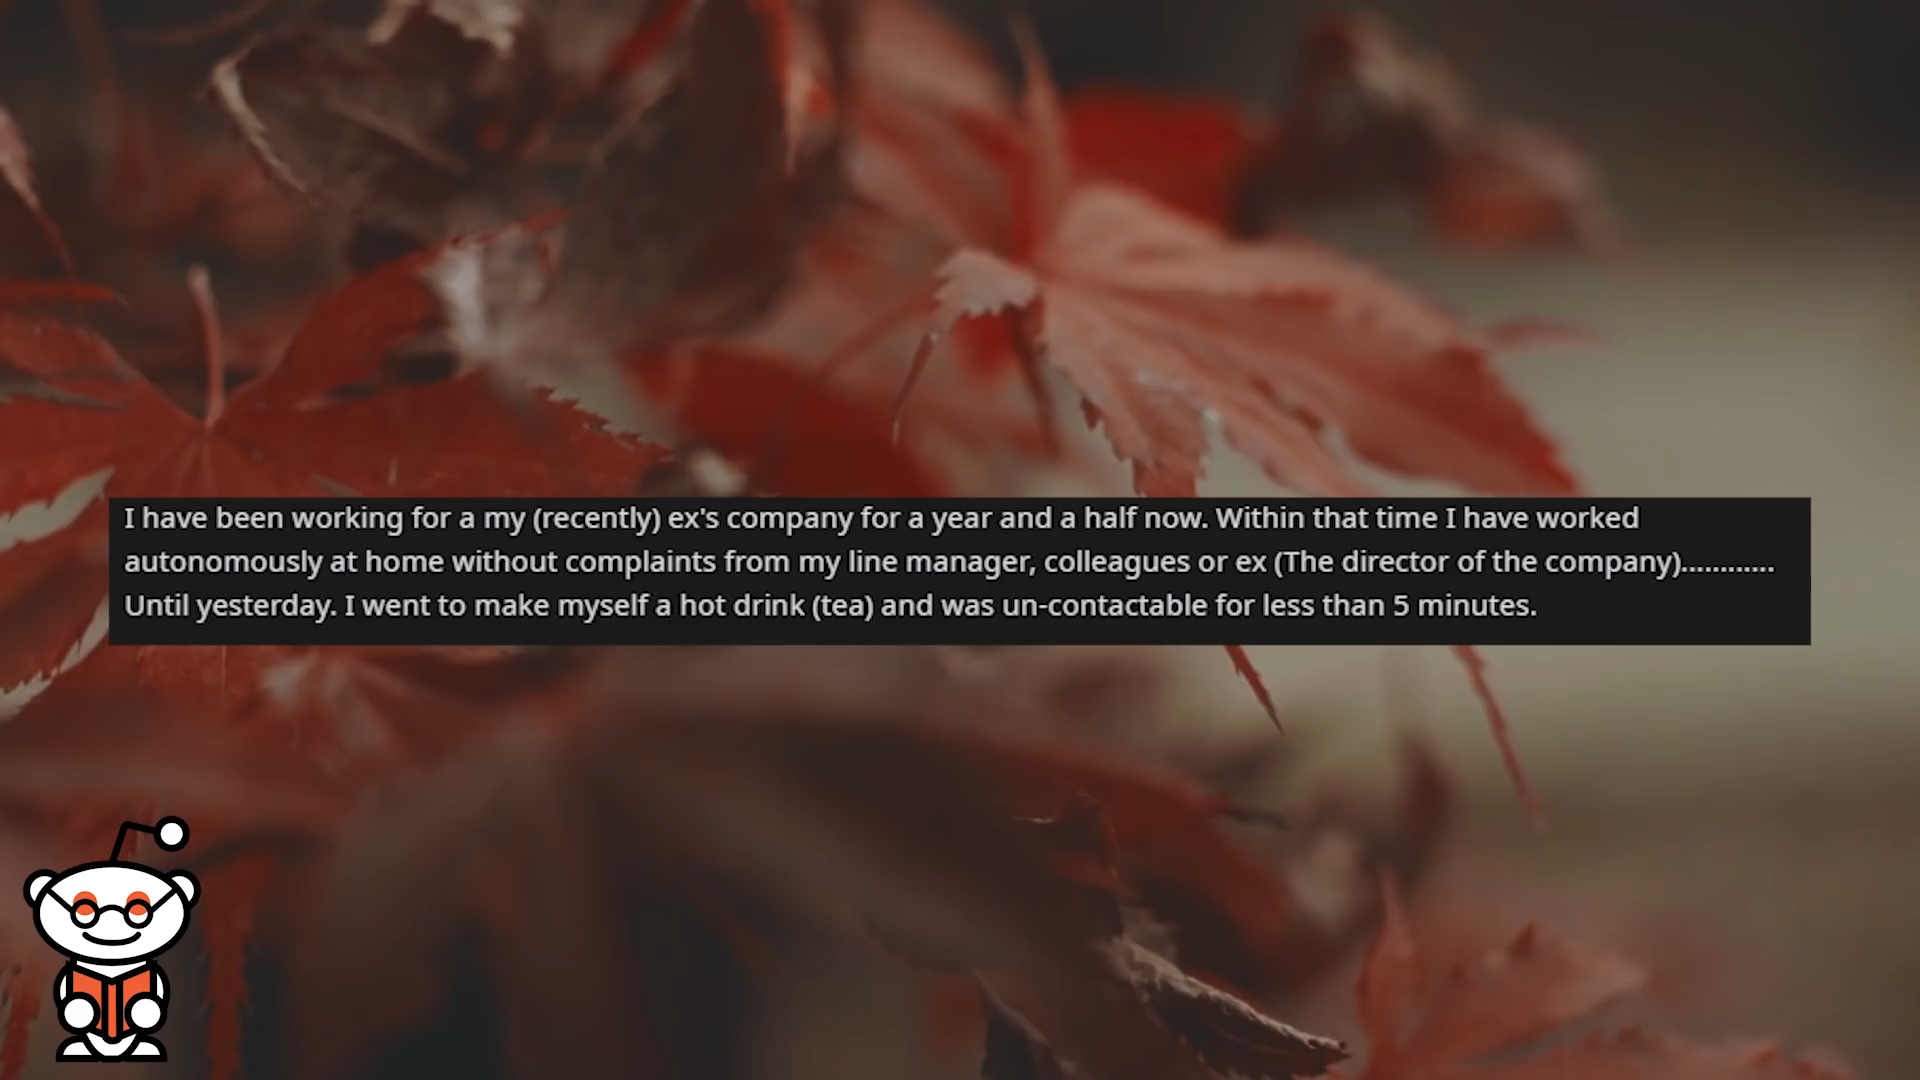 I have been working for a my (recently) ex's company for a year and a half now. Within that time I have worked
autonomously at home without complaints from my line manager, colleagues or ex (The director of the company)............
Until yesterday. I went to make myself a hot drink (tea) and was un-contactable for less than 5 minutes.